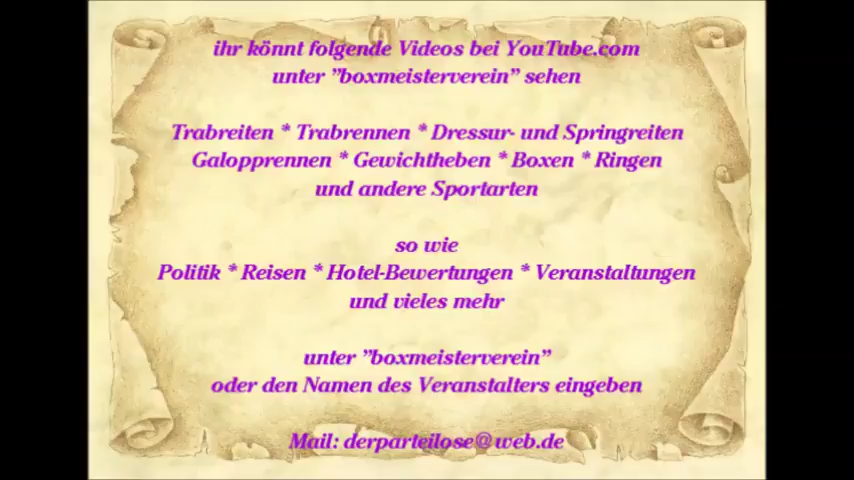 ihr könnt folgende Videos bei YouTube.com
unter "boxmeisterverein" sehen
Trabreiten * Trabrennen * Dressur- und Springreiten
Galopprennen * Gewichtheben * Boxen * Ringen
und andere Sportarten
so wie
Politik * Reisen * Hotel-Bewertungen * Veranstaltungen
und vieles mehr
unter "boxmeisterverein"
oder den Namen des Veranstalters eingeben
Mail: derparteilose@web.de